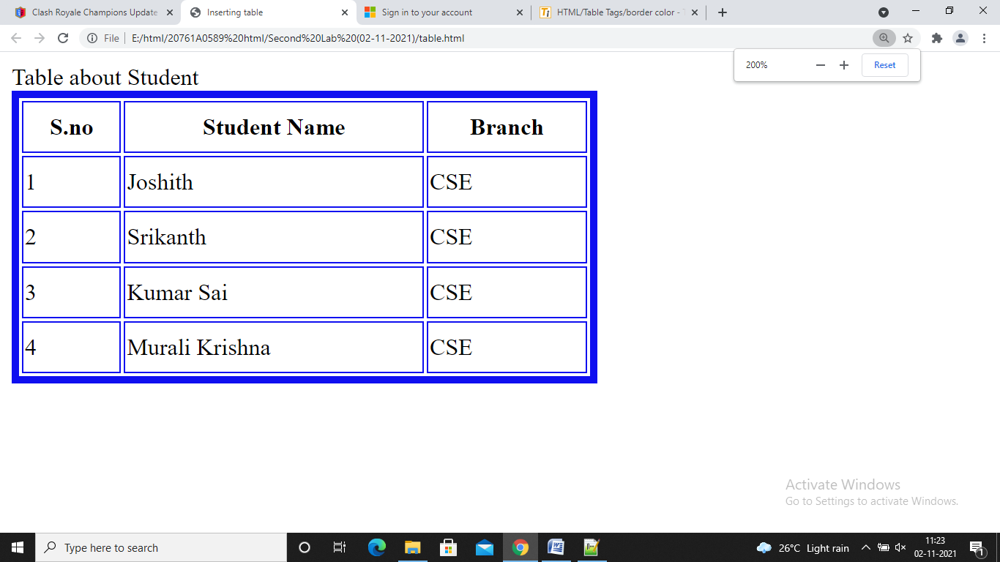 Clash Royale Champions Update
Inserting table
Sign in to your account
HTML/Table Tags/border color -
File
E:/html/20761A0589%20html/Second%20Lab%20(02-11-2021)/table.html
200%
Reset
Table about Student
S.no Student Name Branch
1 Joshith CSE
2 Srikanth CSE
3 Kumar Sai CSE
4 Murali Krishna CSE
Activate Windows
Go to Settings to activate Windows.
Type here to search
26°C Light rain
11:23
02-11-2021
1